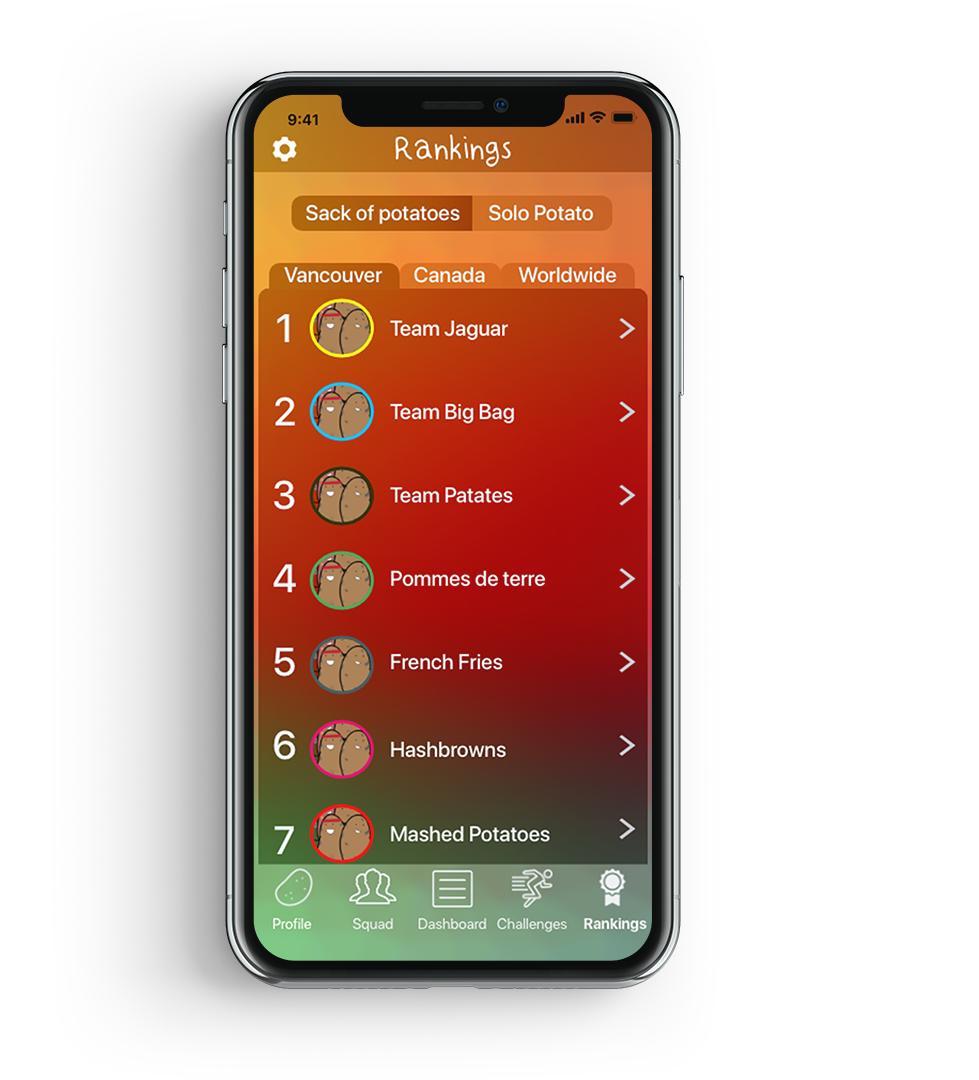 9:41
Rankings
Sack of potatoes Solo Potato
Vancouver Canada Worldwide
1 Team Jaguar
2 Team Big Bag
3 Team Patates
4 Pommes de terre
5 French Fries
6 Hashbrowns
7 Mashed Potatoes
Profile Squad Dashboard Challenges Rankings